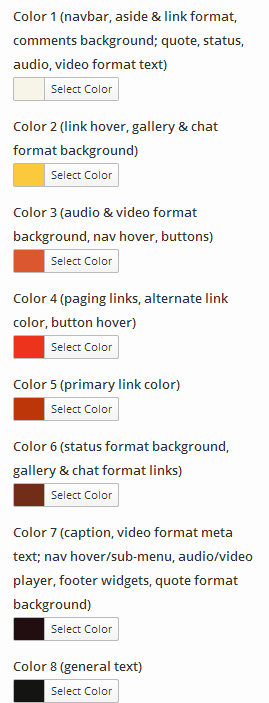 Color 1 (navbar, aside & link format,
comments background; quote, status,
audio, video format text)
Select Color
Color 2 (link hover, gallery & chat
format background)
Select Color
Color 3 (audio & video format
background, nav hover, buttons)
Select Color
Color 4 (paging links, alternate link
color, button hover)
Select Color
Color 5 (primary link color)
Select Color
Color 6 (status format background,
gallery & chat format links)
Select Color
Color 7 (caption, video format meta
text; nav hover/sub-menu, audio/video
player, footer widgets, quote format
background)
Select Color
Color 8 (general text)
Select Color